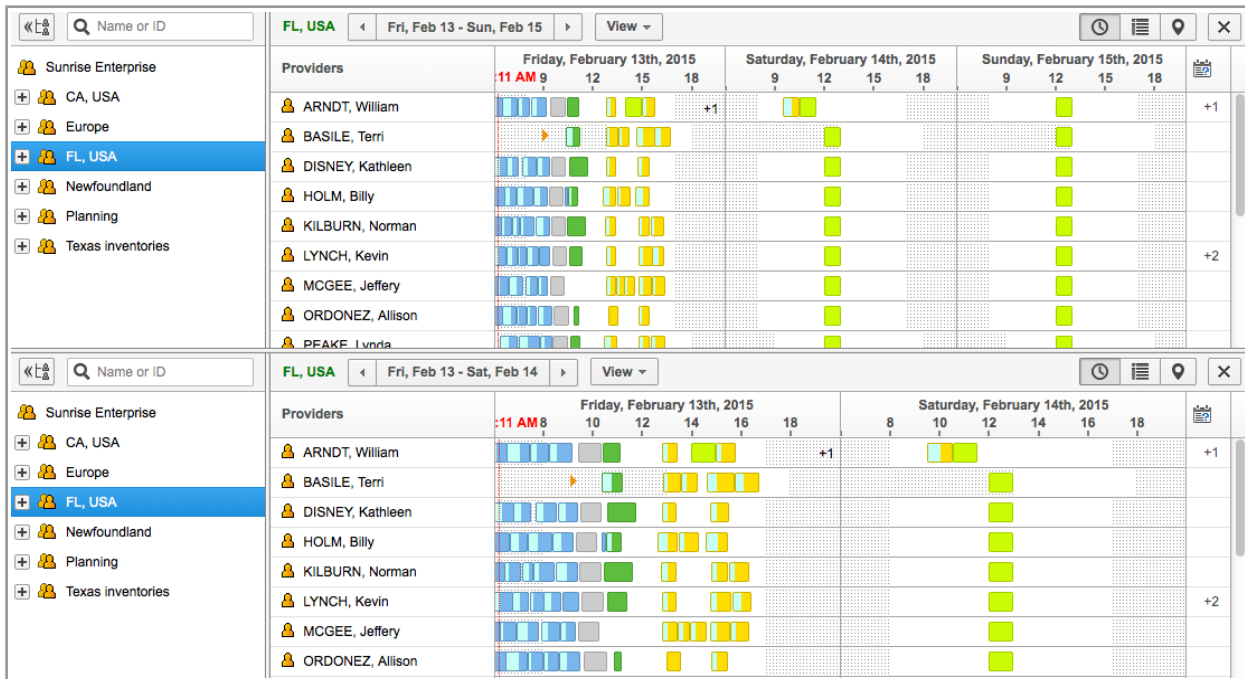 Name or ID FL, USA Fri, Feb 13 - Sun, Feb 15 View
Sunrise Enterprise
CA, USA
Europe
FL, USA
Newfoundland
Planning
Texas inventories
Providers Friday, February 13th, 2015 Saturday, February 14th, 2015 Sunday, February 15th, 2015
:11 AM 9 12 15 18 9 12 15 18 9 12 15 18
ARNDT, William +1 +1
BASILE, Terri
DISNEY, Kathleen
HOLM, Billy
KILBURN, Norman
LYNCH, Kevin +2
MCGEE, Jeffery
ORDONEZ, Allison
PEAKE, Lynda
Name or ID FL, USA Fri, Feb 13 - Sat, Feb 14 View
Sunrise Enterprise
CA, USA
Europe
FL, USA
Newfoundland
Planning
Texas inventories
Providers Friday, February 13th, 2015 Saturday, February 14th, 2015
:11 AM 8 10 12 14 16 18 8 10 12 14 16 18
ARNDT, William +1 +1
BASILE, Terri
DISNEY, Kathleen
HOLM, Billy
KILBURN, Norman
LYNCH, Kevin +2
MCGEE, Jeffery
ORDONEZ, Allison